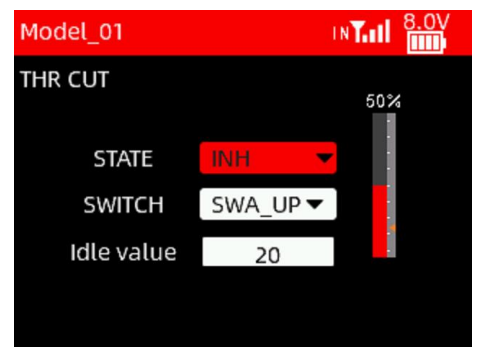 Model_01 IN 8.0V
THR CUT
50%
STATE INH
SWITCH SWA_UP
Idle value 20